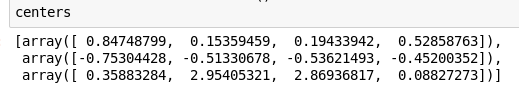 centers
[array([ 0.84748799,  0.15359459,  0.19433942,  0.52858763]),
 array([-0.75304428, -0.51330678, -0.53621493, -0.45200352]),
 array([ 0.35883284,  2.95405321,  2.86936817,  0.08827273])]